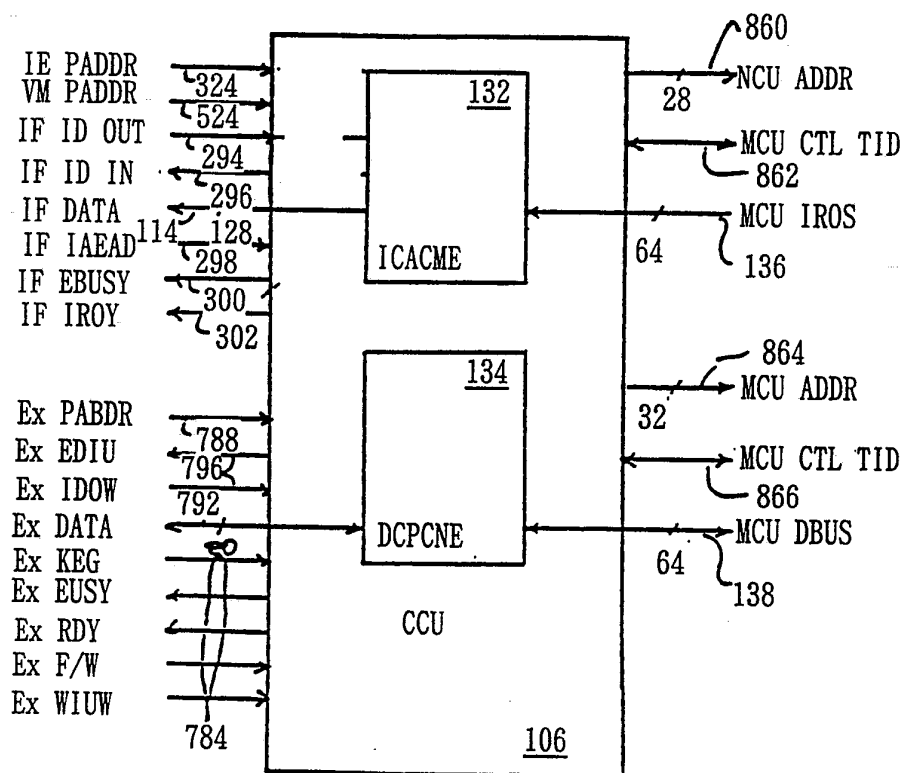 860
IE PADDR
324
132
28
NCU ADDR
VM PADDR
524
IF ID OUT
294
MCU CTL TID
862
IF ID IN
296
IF DATA
114
128
64
MCU IROS
136
IF IAEAD
298
ICACME
IF EBUSY
300
IF IROY
302
134
864
32
MCU ADDR
Ex PABDR
788
Ex EDIU
796
MCU CTL TID
866
Ex IDOW
792
Ex DATA
DCPCNE
64
MCU DBUS
138
Ex KEG
Ex EUSY
CCU
Ex RDY
Ex F/W
Ex WIUW
784
106